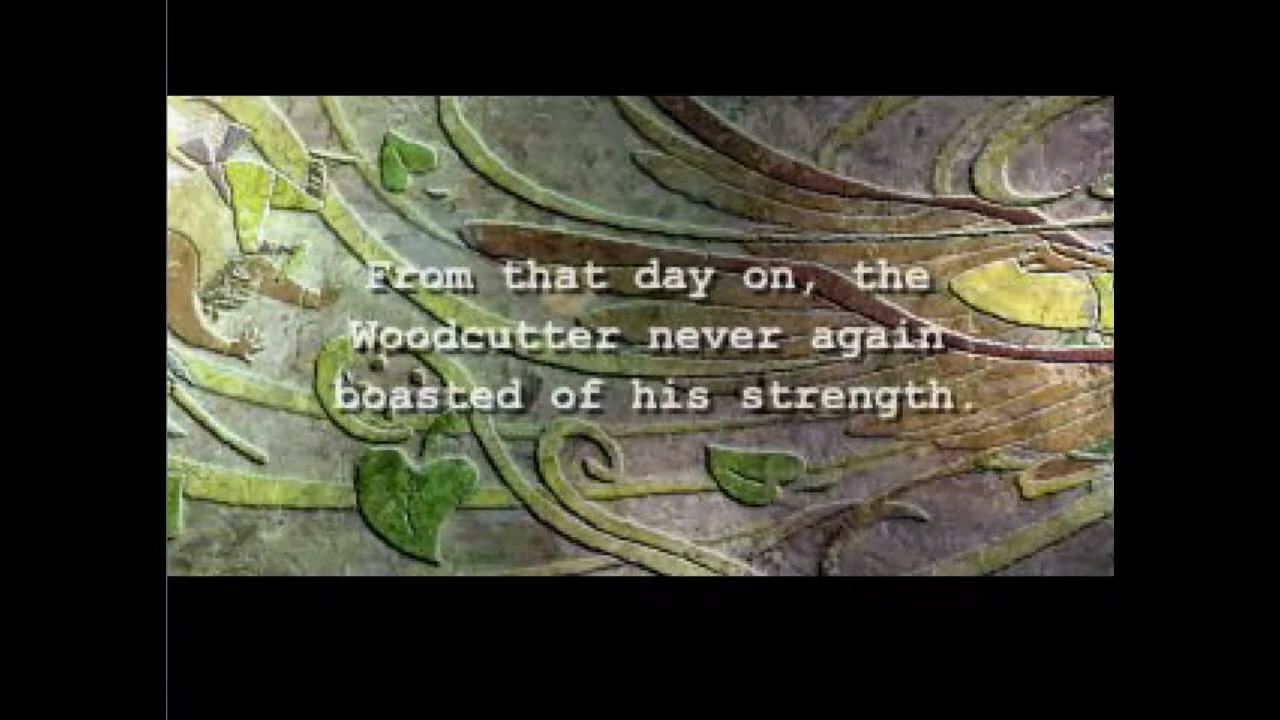 From that day on, the
Woodcutter never again
boasted of his strength.